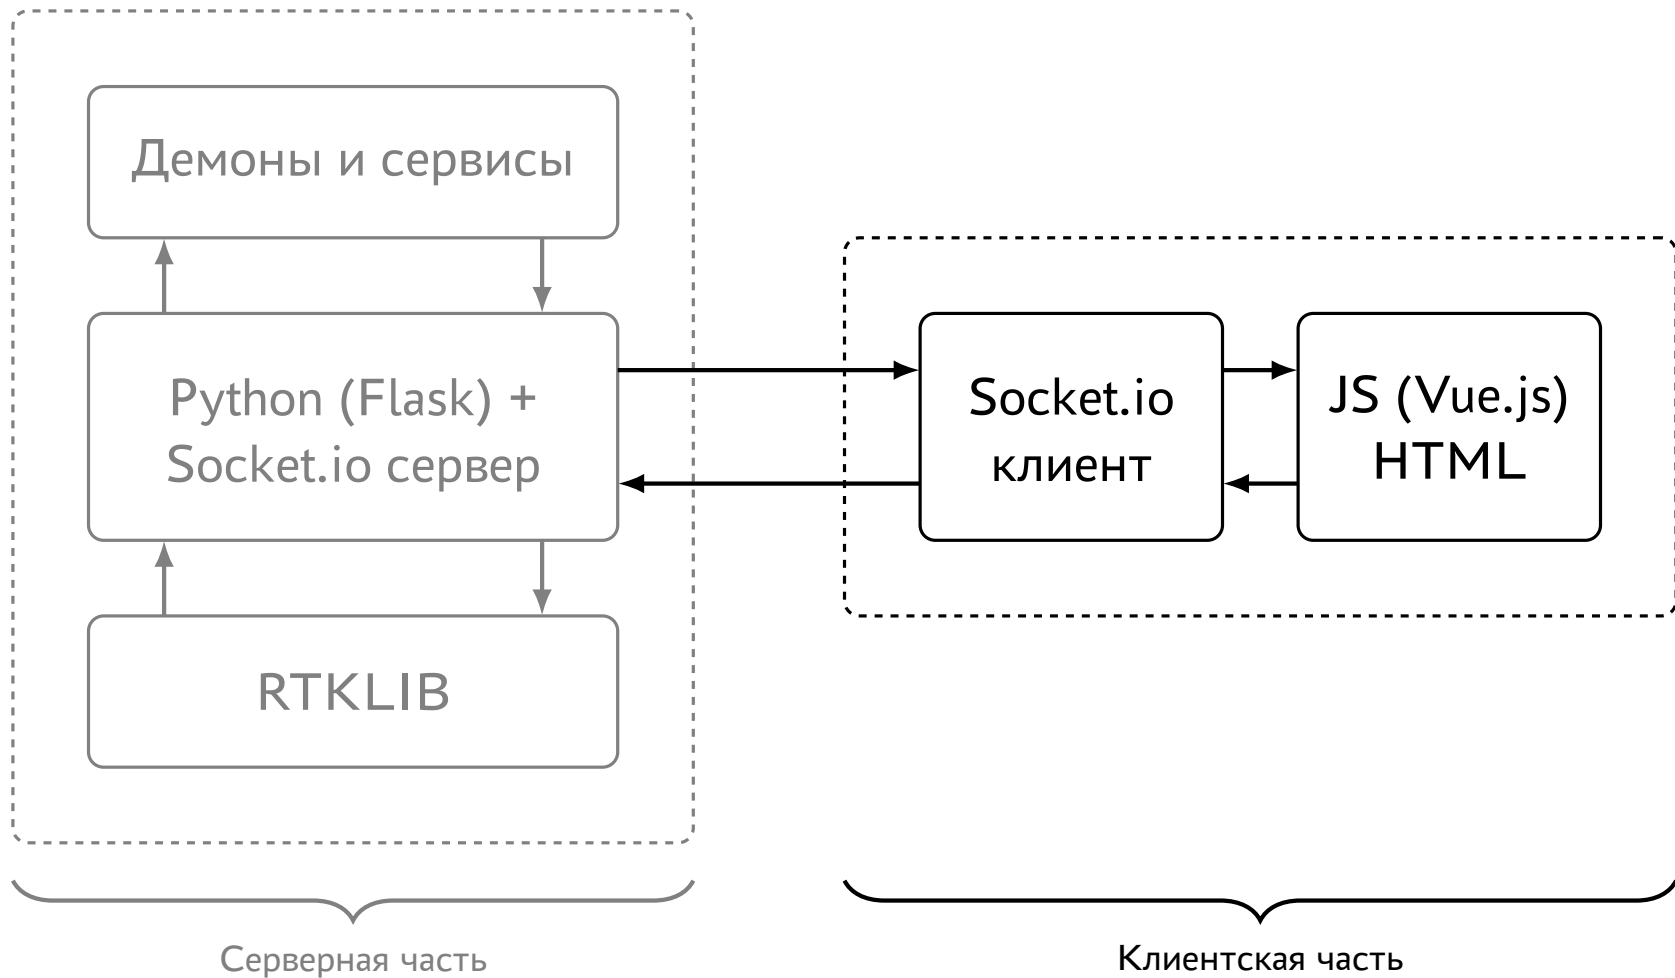 Демоны и сервисы
Python (Flask) +
Socket.io сервер
RTKLIB
Socket.io
клиент
JS (Vue.js)
HTML
Серверная часть
Клиентская часть